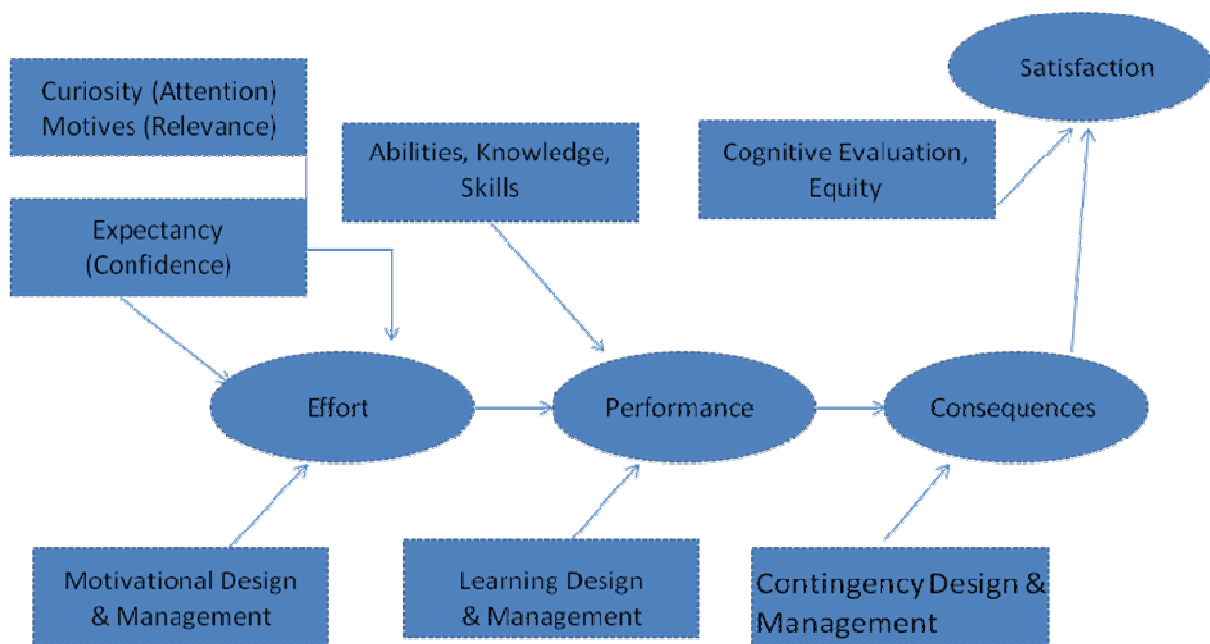 Satisfaction
Curiosity (Attention)
Motives (Relevance)
Abilities, Knowledge,
Skills
Cognitive Evaluation,
Equity
Expectancy
(Confidence)
Effort
Performance
Consequences
Motivational Design
& Management
Learning Design
& Management
Contingency Design &
Management